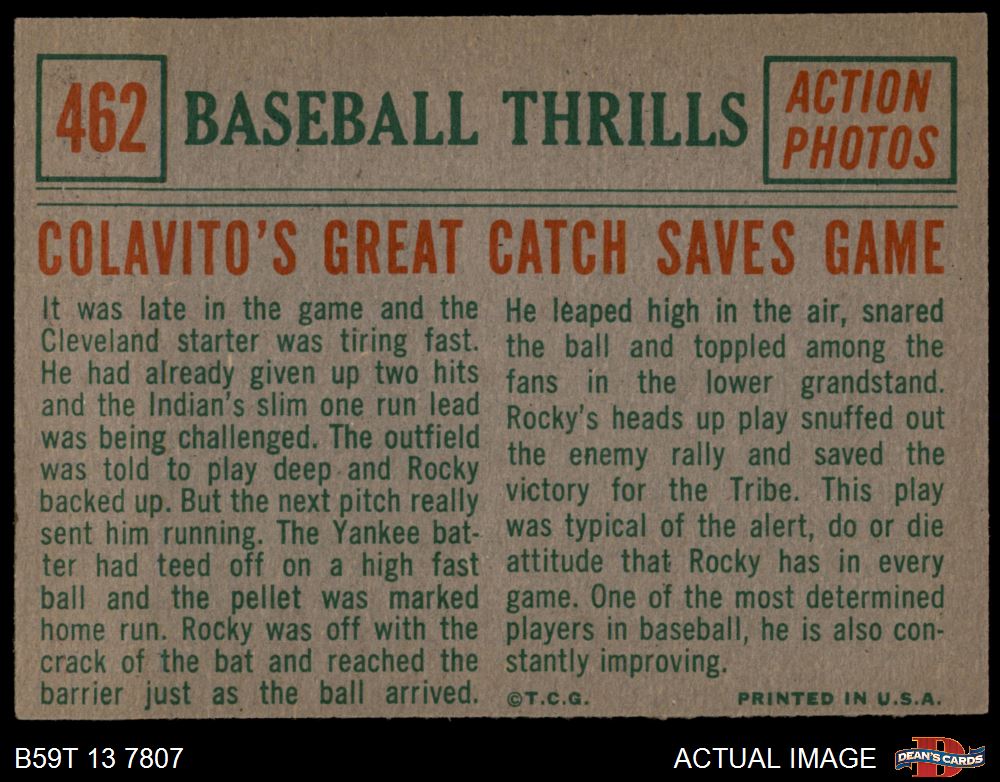 462
BASEBALL THRILLS
ACTION
PHOTOS
COLAVITO'S GREAT CATCH SAVES GAME
It was late in the game and the
Cleveland starter was tiring fast.
He had already given up two hits
and the Indian's slim one run lead
was being challenged. The outfield
was told to play deep and Rocky
backed up. But the next pitch really
sent him running. The Yankee bat-
ter had teed off on a high fast
ball and the pellet was marked
home run. Rocky was off with the
crack of the bat and reached the
barrier just as the ball arrived.
He leaped high in the air, snared
the ball and toppled among the
fans in the lower grandstand.
Rocky's heads up play snuffed out
the enemy rally and saved the
victory for the Tribe. This play
was typical of the alert, do or die
attitude that Rocky has in every
game. One of the most determined
players in baseball, he is also con-
stantly improving.
©T.C.G.
PRINTED IN U.S.A.
B59T 13 7807
ACTUAL IMAGE
D
DEAN'S CARDS